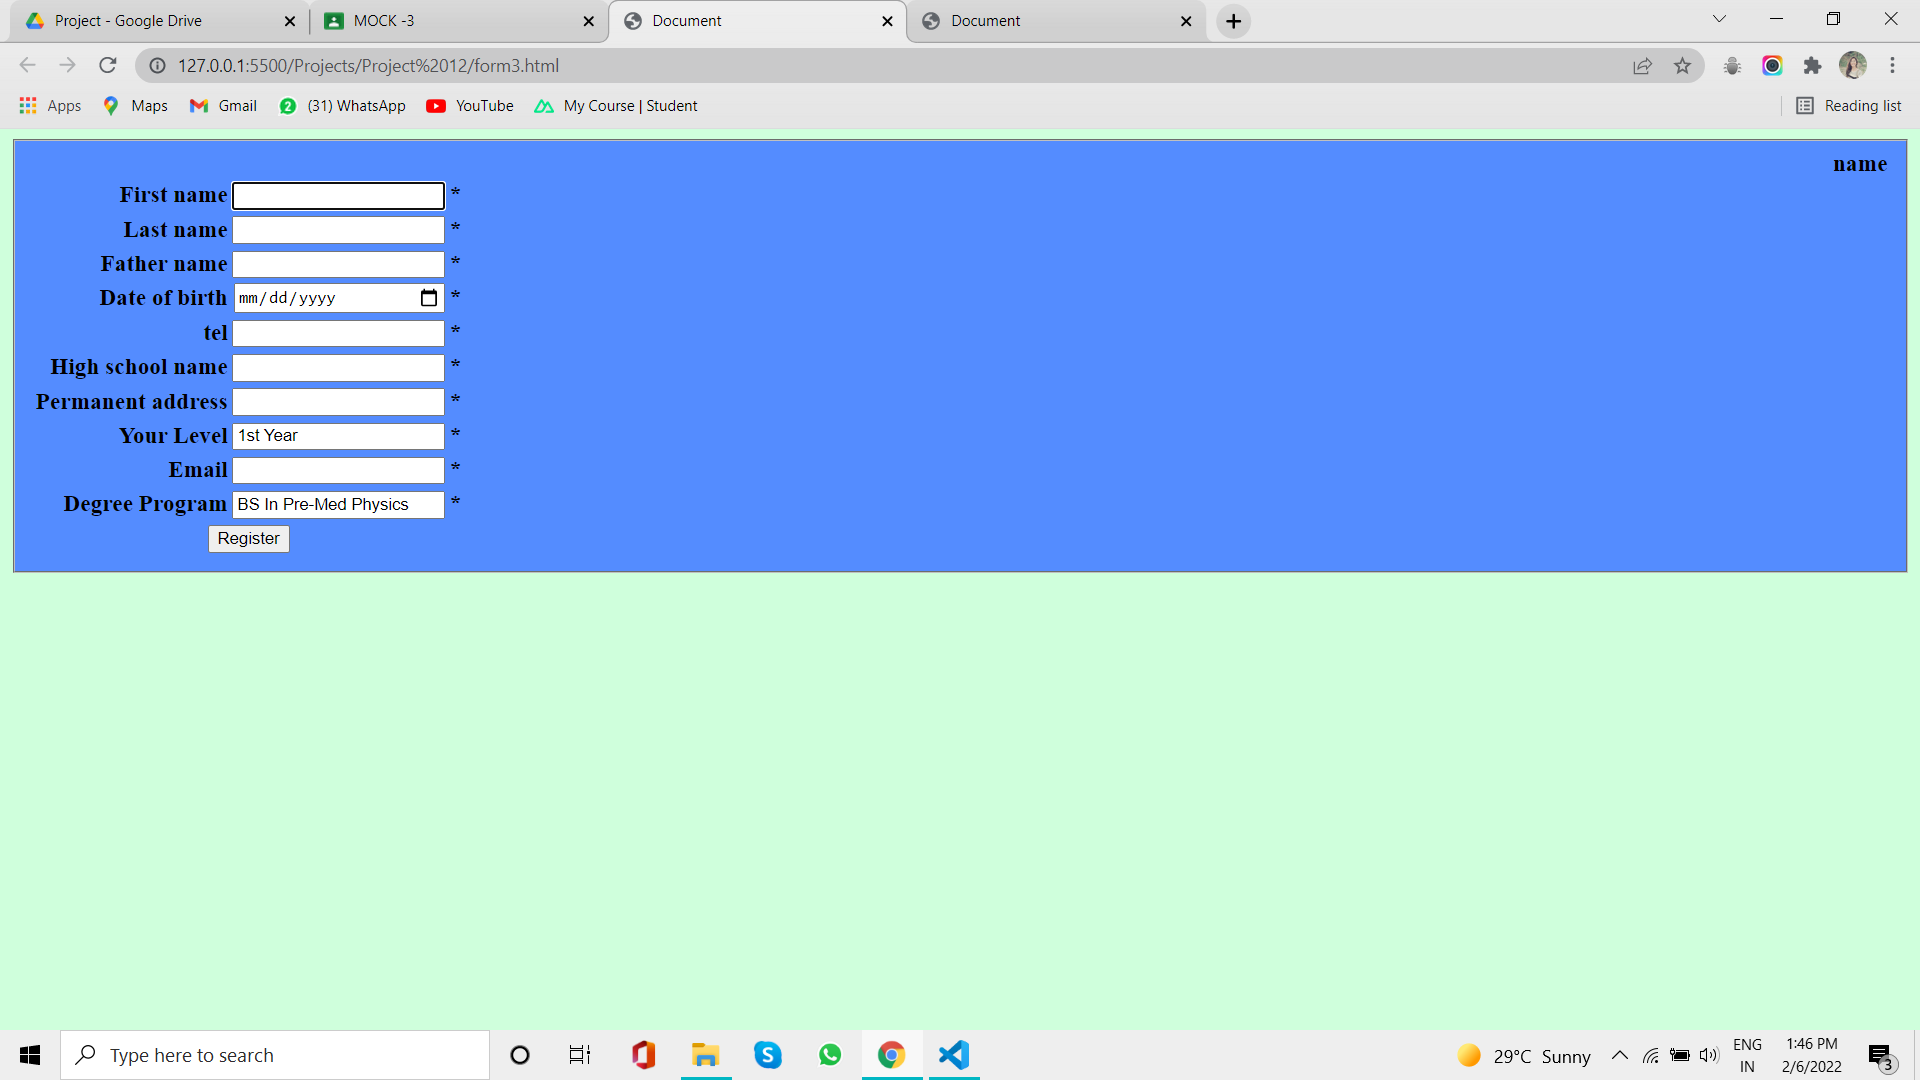 Project - Google Drive
MOCK -3
Document
Document
127.0.0.1:5500/Projects/Project%2012/form3.html
Apps
Maps
Gmail
2
(31) WhatsApp
YouTube
My Course | Student
Reading list
name
First name *
Last name *
Father name *
Date of birth mm/dd/yyyy *
tel *
High school name *
Permanent address *
Your Level 1st Year *
Email *
Degree Program BS In Pre-Med Physics *
Register
Type here to search
S
29°C Sunny
ENG
IN
1:46 PM
2/6/2022
3